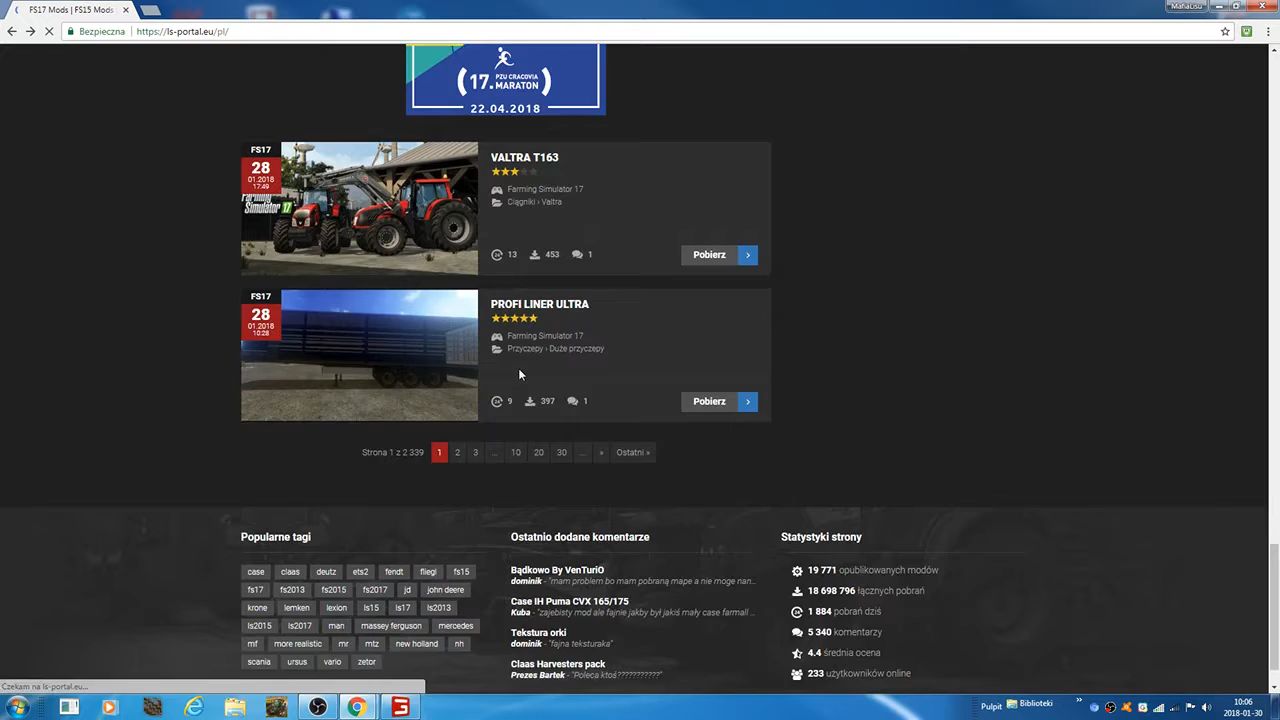 FS17 Mods | FS15 Mods
MafiaLisu
Bezpieczna
https://ls-portal.eu/pl/
17. PZU CRACOVIA
MARATON
22.04.2018
FS17
28
01.2018
17:49
Farming
Simulator 17
VALTRA T163
Farming Simulator 17
Ciągniki › Valtra
24 13 453 1
Pobierz
FS17
28
01.2018
10:28
PROFI LINER ULTRA
Farming Simulator 17
Przyczepy › Duże przyczepy
24 9 397 1
Pobierz
Strona 1 z 2 339 1 2 3 ... 10 20 30 ... » Ostatni »
Popularne tagi
case claas deutz ets2 fendt fliegl fs15
fs17 fs2013 fs2015 fs2017 jd john deere
krone lemken lexion ls15 ls17 ls2013
ls2015 ls2017 man massey ferguson mercedes
mf more realistic mr mtz new holland nh
scania ursus vario zetor
Ostatnio dodane komentarze
Bądkowo By VenTuriO
dominik - "mam problem bo mam pobraną mape a nie moge nan...
Case IH Puma CVX 165/175
Kuba - "zajebisty mod ale fajnie jakby był jakiś mały case farmall ...
Tekstura orki
dominik - "fajna teksturaka"
Claas Harvesters pack
Prezes Bartek - "Poleca ktoś???????????"
Statystyki strony
19 771 opublikowanych modów
18 698 796 łącznych pobrań
24 1 884 pobrań dziś
5 340 komentarzy
4.4 średnia ocena
233 użytkowników online
Czekam na ls-portal.eu...
Pulpit
Biblioteki
10:06
2018-01-30